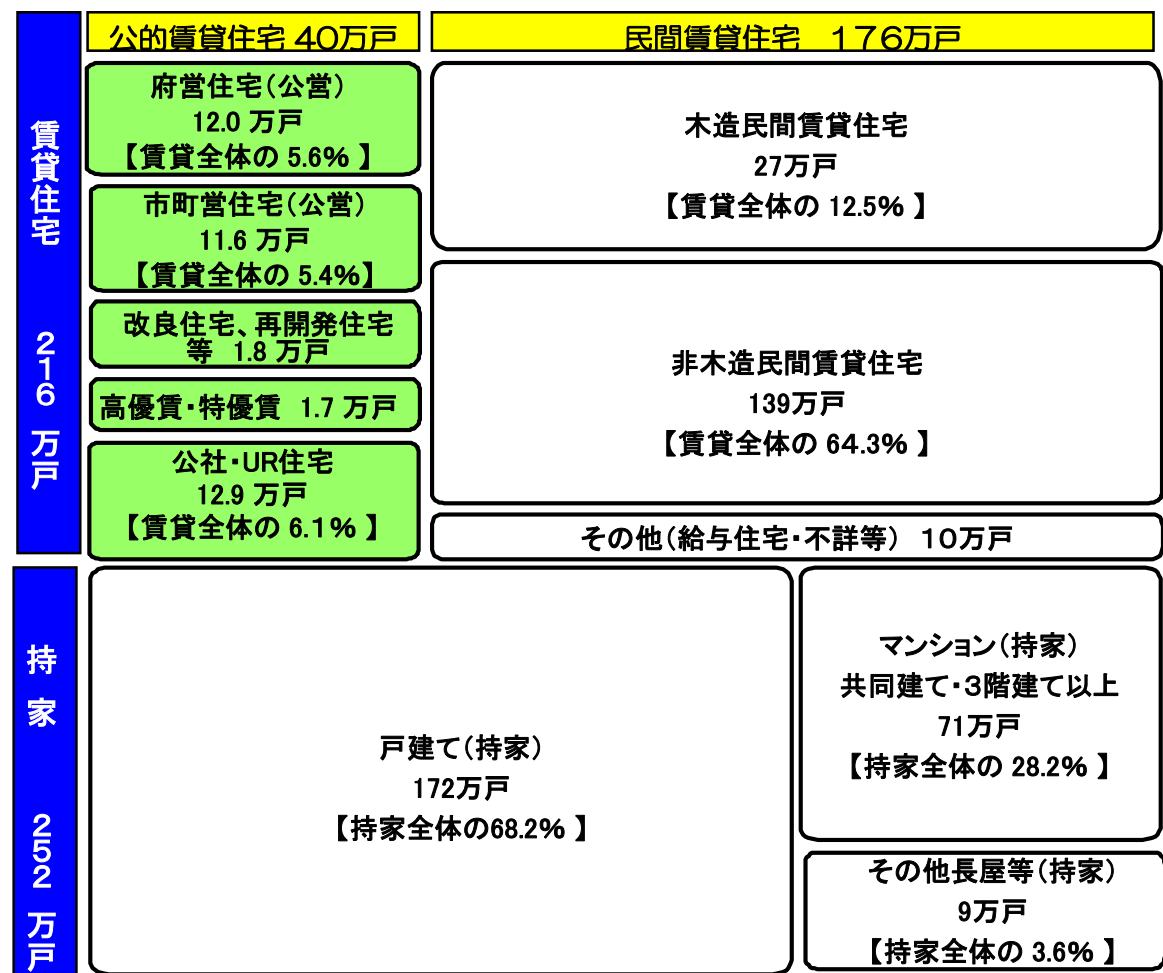 賃貸住宅 216 万戸
公的賃貸住宅 40万戸
府営住宅(公営)
12.0 万戸
【賃貸全体の 5.6% 】
市町営住宅(公営)
11.6 万戸
【賃貸全体の 5.4%】
改良住宅、再開発住宅
等 1.8 万戸
高優賃・特優賃 1.7 万戸
公社・UR住宅
12.9 万戸
【賃貸全体の 6.1% 】
民間賃貸住宅 176万戸
木造民間賃貸住宅
27万戸
【賃貸全体の 12.5% 】
非木造民間賃貸住宅
139万戸
【賃貸全体の 64.3% 】
その他(給与住宅・不詳等) 10万戸
持 家 252 万戸
戸建て(持家)
172万戸
【持家全体の68.2% 】
マンション(持家)
共同建て・3階建て以上
71万戸
【持家全体の 28.2% 】
その他長屋等(持家)
9万戸
【持家全体の 3.6% 】